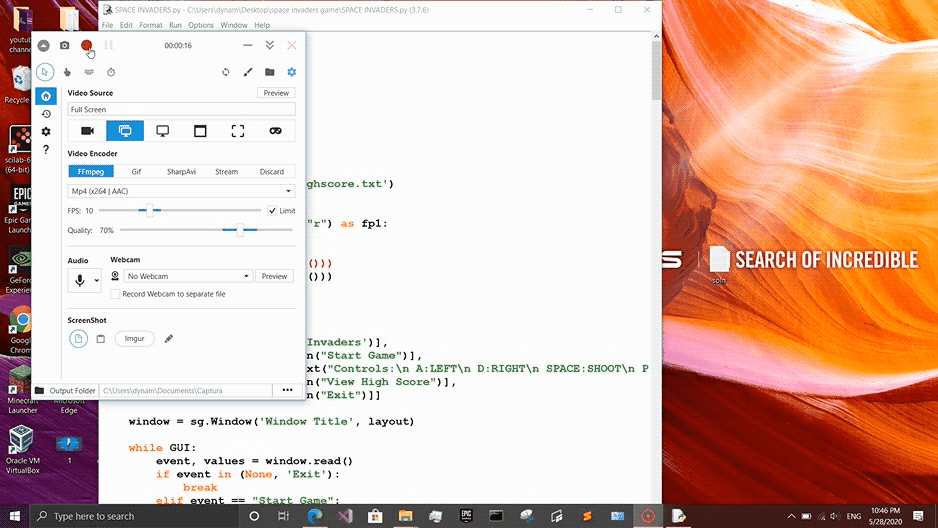 SPACE INVADERS.py - C:\Users\dynam\Desktop\space invaders game\SPACE INVADERS.py (3.7.6)
File Edit Format Run Options Window Help
00:00:16
Video Source
Preview
Full Screen
Video Encoder
FFmpeg Gif SharpAvi Stream Discard
Mp4 (x264 | AAC)
FPS: 10
Limit
Quality: 70%
Audio
Webcam
No Webcam
Preview
Record Webcam to separate file
ScreenShot
Imgur
Output Folder
C:\Users\dynam\Documents\Captura
ghscore.txt')
"r") as fp1:
()))
()))
Invaders')],
n("Start Game")],
xt("Controls:\n A:LEFT\n D:RIGHT\n SPACE:SHOOT\n P
n("View High Score")],
n("Exit")]]
window = sg.Window('Window Title', layout)
while GUI:
event, values = window.read()
if event in (None, 'Exit'):
break
elif event == "Start Game":
youtube
chann
Recycle
scilab-6
(64-bit)
EPIC
Epic Gam
Launch
GeFor
Experien
Googl
Chrom
Minecraft
Launcher
Microsoft
Edge
Oracle VM
VirtualBox
1
S
SEARCH OF INCREDIBLE
soln
Type here to search
EPIC
ENG
10:46 PM
5/28/2020